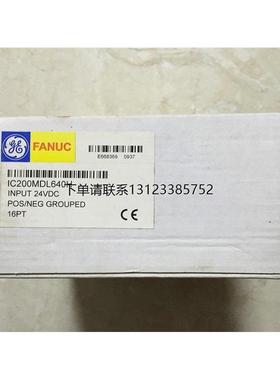 GE
FANUC
E668369 0937
IC200MDL640
下单请联系13123385752
INPUT 24VDC
POS/NEG GROUPED
16PT
CE